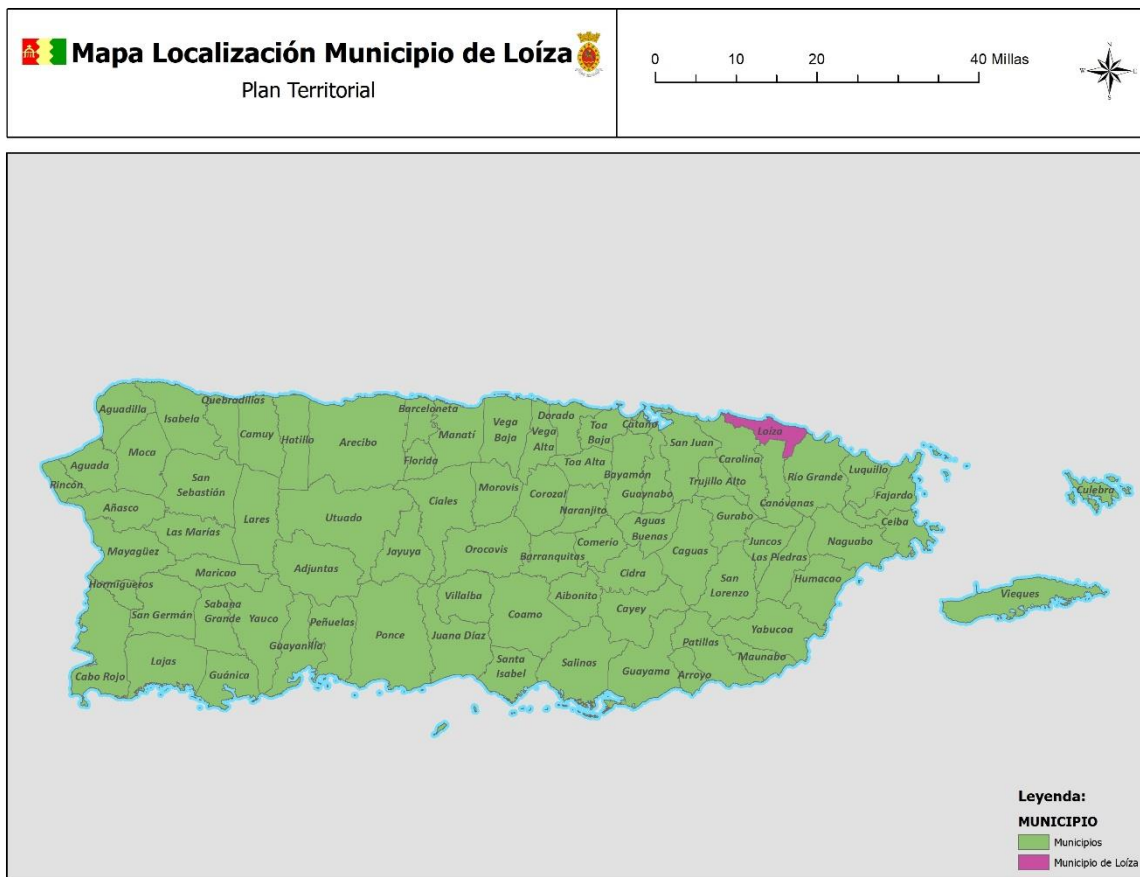 Mapa Localización Municipio de Loíza
Plan Territorial
0 10 20 40 Millas
N
W
E
S
Aguadilla
Isabela
Quebradillas
Camuy
Hatillo
Arecibo
Barceloneta
Manatí
Florida
Vega
Baja
Dorado
Vega
Alta
Toa
Baja
Cataño
San Juan
Loíza
Moca
Aguada
Rincón
San
Sebastián
Añasco
Lares
Utuado
Ciales
Morovis
Corozal
Toa Alta
Bayamón
Naranjito
Guaynabo
Carolina
Trujillo Alto
Canóvanas
Río Grande
Luquillo
Fajardo
Ceiba
Culebra
Las Marías
Mayagüez
Maricao
Adjuntas
Jayuya
Orocovis
Barranquitas
Comerío
Aguas
Buenas
Caguas
Gurabo
Juncos
Las Piedras
Naguabo
Humacao
Vieques
Hormigueros
San Germán
Sabana
Grande
Yauco
Guayanilla
Peñuelas
Ponce
Villalba
Juana Díaz
Coamo
Aibonito
Cidra
Cayey
San
Lorenzo
Yabucoa
Patillas
Maunabo
Cabo Rojo
Lajas
Guánica
Santa
Isabel
Salinas
Guayama
Arroyo
Leyenda:
MUNICIPIO
Municipios
Municipio de Loíza